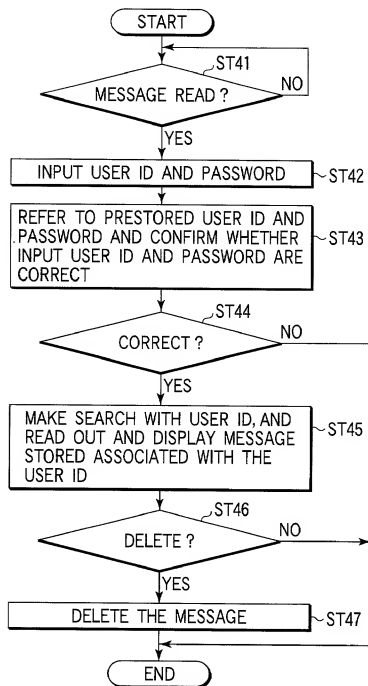 START
ST41
MESSAGE READ ?
NO
YES
INPUT USER ID AND PASSWORD
ST42
REFER TO PRESTORED USER ID AND
PASSWORD AND CONFIRM WHETHER
INPUT USER ID AND PASSWORD ARE
CORRECT
ST43
ST44
CORRECT ?
NO
YES
MAKE SEARCH WITH USER ID, AND
READ OUT AND DISPLAY MESSAGE
STORED ASSOCIATED WITH THE
USER ID
ST45
ST46
DELETE ?
NO
YES
DELETE THE MESSAGE
ST47
END